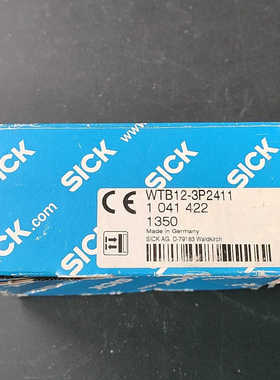 SICK
SICK
www.sick.com
SICK
CE
WTB12-3P2411
1 041 422
1350
Made in Germany
SICK AG, D-79183 Waldkirch